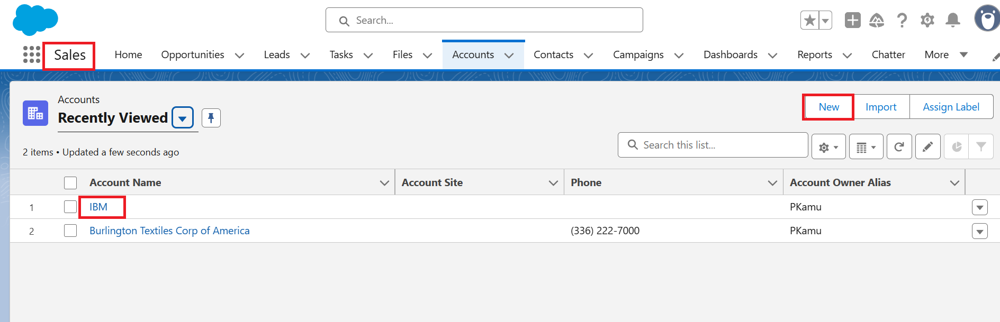 Search...
Sales Home Opportunities Leads Tasks Files Accounts Contacts Campaigns Dashboards Reports Chatter More
Accounts
Recently Viewed
New Import Assign Label
2 items • Updated a few seconds ago
Search this list...
Account Name Account Site Phone Account Owner Alias
1 IBM PKamu
2 Burlington Textiles Corp of America (336) 222-7000 PKamu